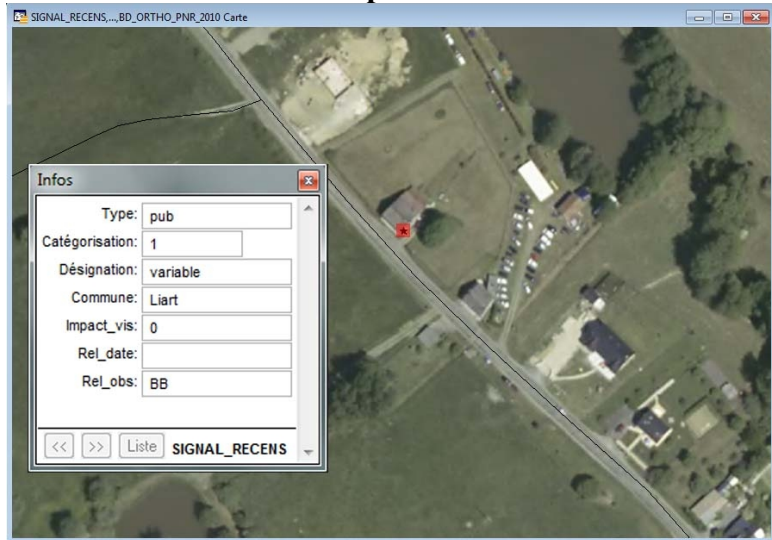 SIGNAL_RECENS,...,BD_ORTHO_PNR_2010 Carte
Infos
Type: pub
Catégorisation: 1
Désignation: variable
Commune: Liart
Impact_vis: 0
Rel_date:
Rel_obs: BB
<< >> Liste SIGNAL_RECENS